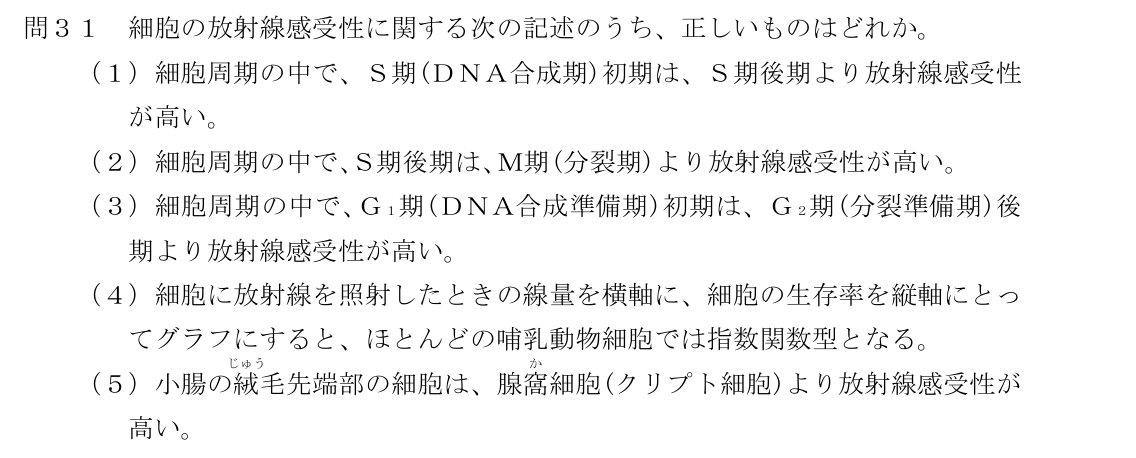 問３１　細胞の放射線感受性に関する次の記述のうち、正しいものはどれか。
（１）細胞周期の中で、Ｓ期(ＤＮＡ合成期)初期は、Ｓ期後期より放射線感受性
が高い。
（２）細胞周期の中で、Ｓ期後期は、Ｍ期(分裂期)より放射線感受性が高い。
（３）細胞周期の中で、Ｇ₁期(ＤＮＡ合成準備期)初期は、Ｇ₂期(分裂準備期)後
期より放射線感受性が高い。
（４）細胞に放射線を照射したときの線量を横軸に、細胞の生存率を縦軸にとっ
てグラフにすると、ほとんどの哺乳動物細胞では指数関数型となる。
じゅう　か
（５）小腸の絨毛先端部の細胞は、腺窩細胞(クリプト細胞)より放射線感受性が
高い。